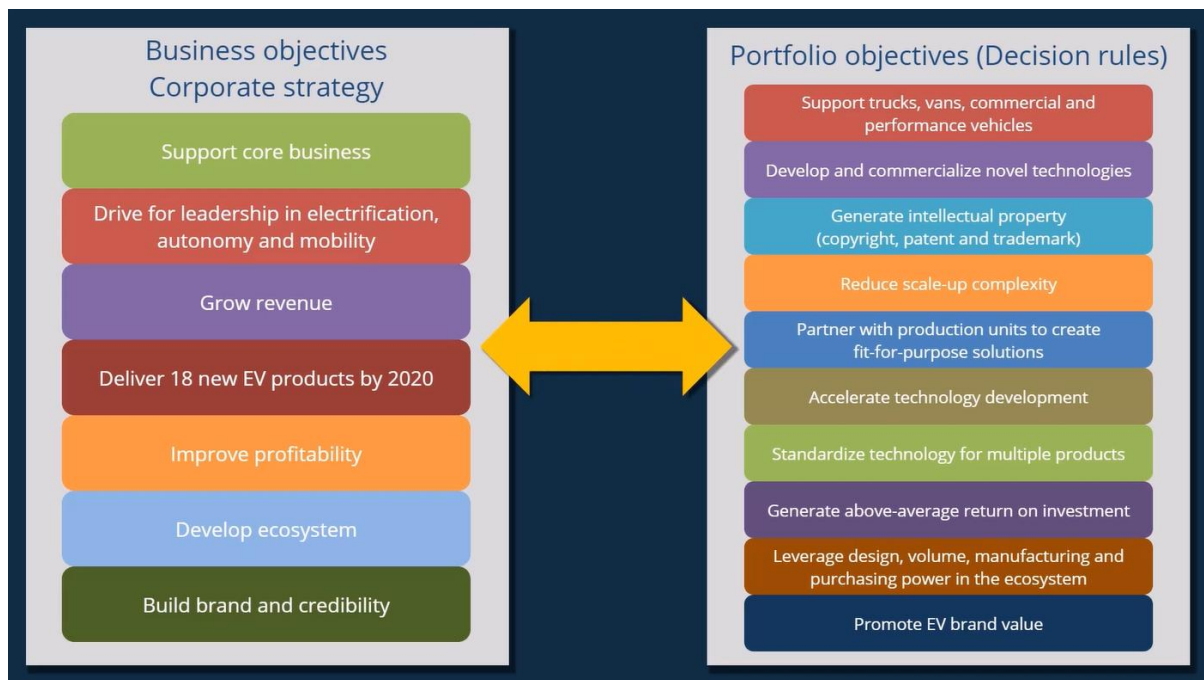 Business objectives
Corporate strategy
Support core business
Drive for leadership in electrification,
autonomy and mobility
Grow revenue
Deliver 18 new EV products by 2020
Improve profitability
Develop ecosystem
Build brand and credibility
Portfolio objectives (Decision rules)
Support trucks, vans, commercial and
performance vehicles
Develop and commercialize novel technologies
Generate intellectual property
(copyright, patent and trademark)
Reduce scale-up complexity
Partner with production units to create
fit-for-purpose solutions
Accelerate technology development
Standardize technology for multiple products
Generate above-average return on investment
Leverage design, volume, manufacturing and
purchasing power in the ecosystem
Promote EV brand value